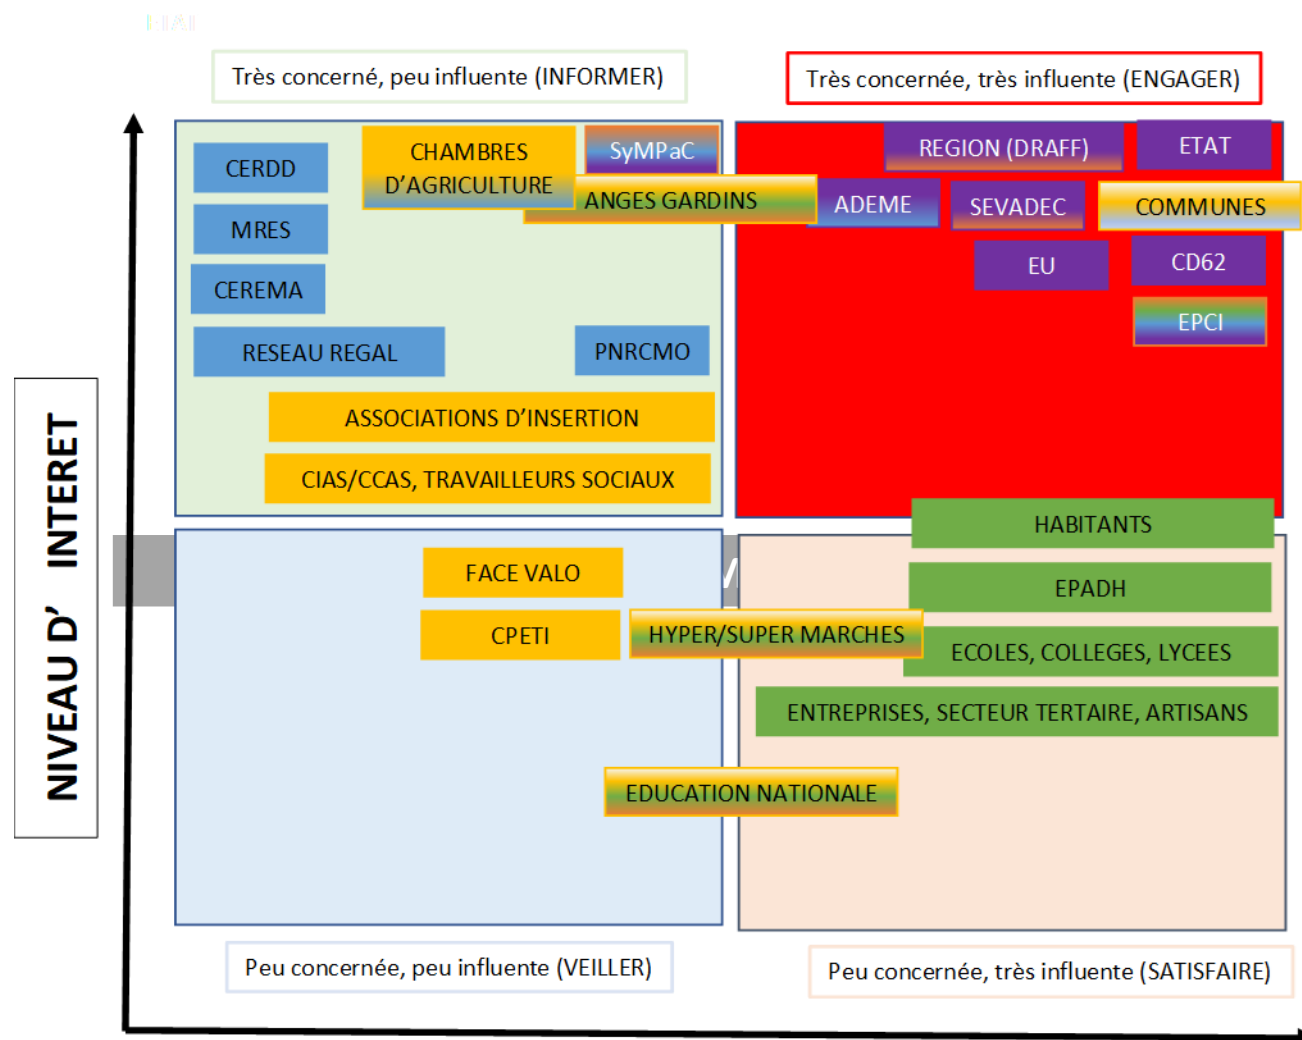 ETAT
Très concerné, peu influente (INFORMER)
Très concernée, très influente (ENGAGER)
CERDD
CHAMBRES
D’AGRICULTURE
SyMPaC
ANGES GARDINS
REGION (DRAFF)
ETAT
MRES
ADEME
SEVADEC
COMMUNES
CEREMA
EU
CD62
EPCI
RESEAU REGAL
PNRCMO
ASSOCIATIONS D’INSERTION
CIAS/CCAS, TRAVAILLEURS SOCIAUX
NIVEAU D’ INTERET
HABITANTS
FACE VALO
EPADH
CPETI
HYPER/SUPER MARCHES
ECOLES, COLLEGES, LYCEES
ENTREPRISES, SECTEUR TERTAIRE, ARTISANS
EDUCATION NATIONALE
Peu concernée, peu influente (VEILLER)
Peu concernée, très influente (SATISFAIRE)